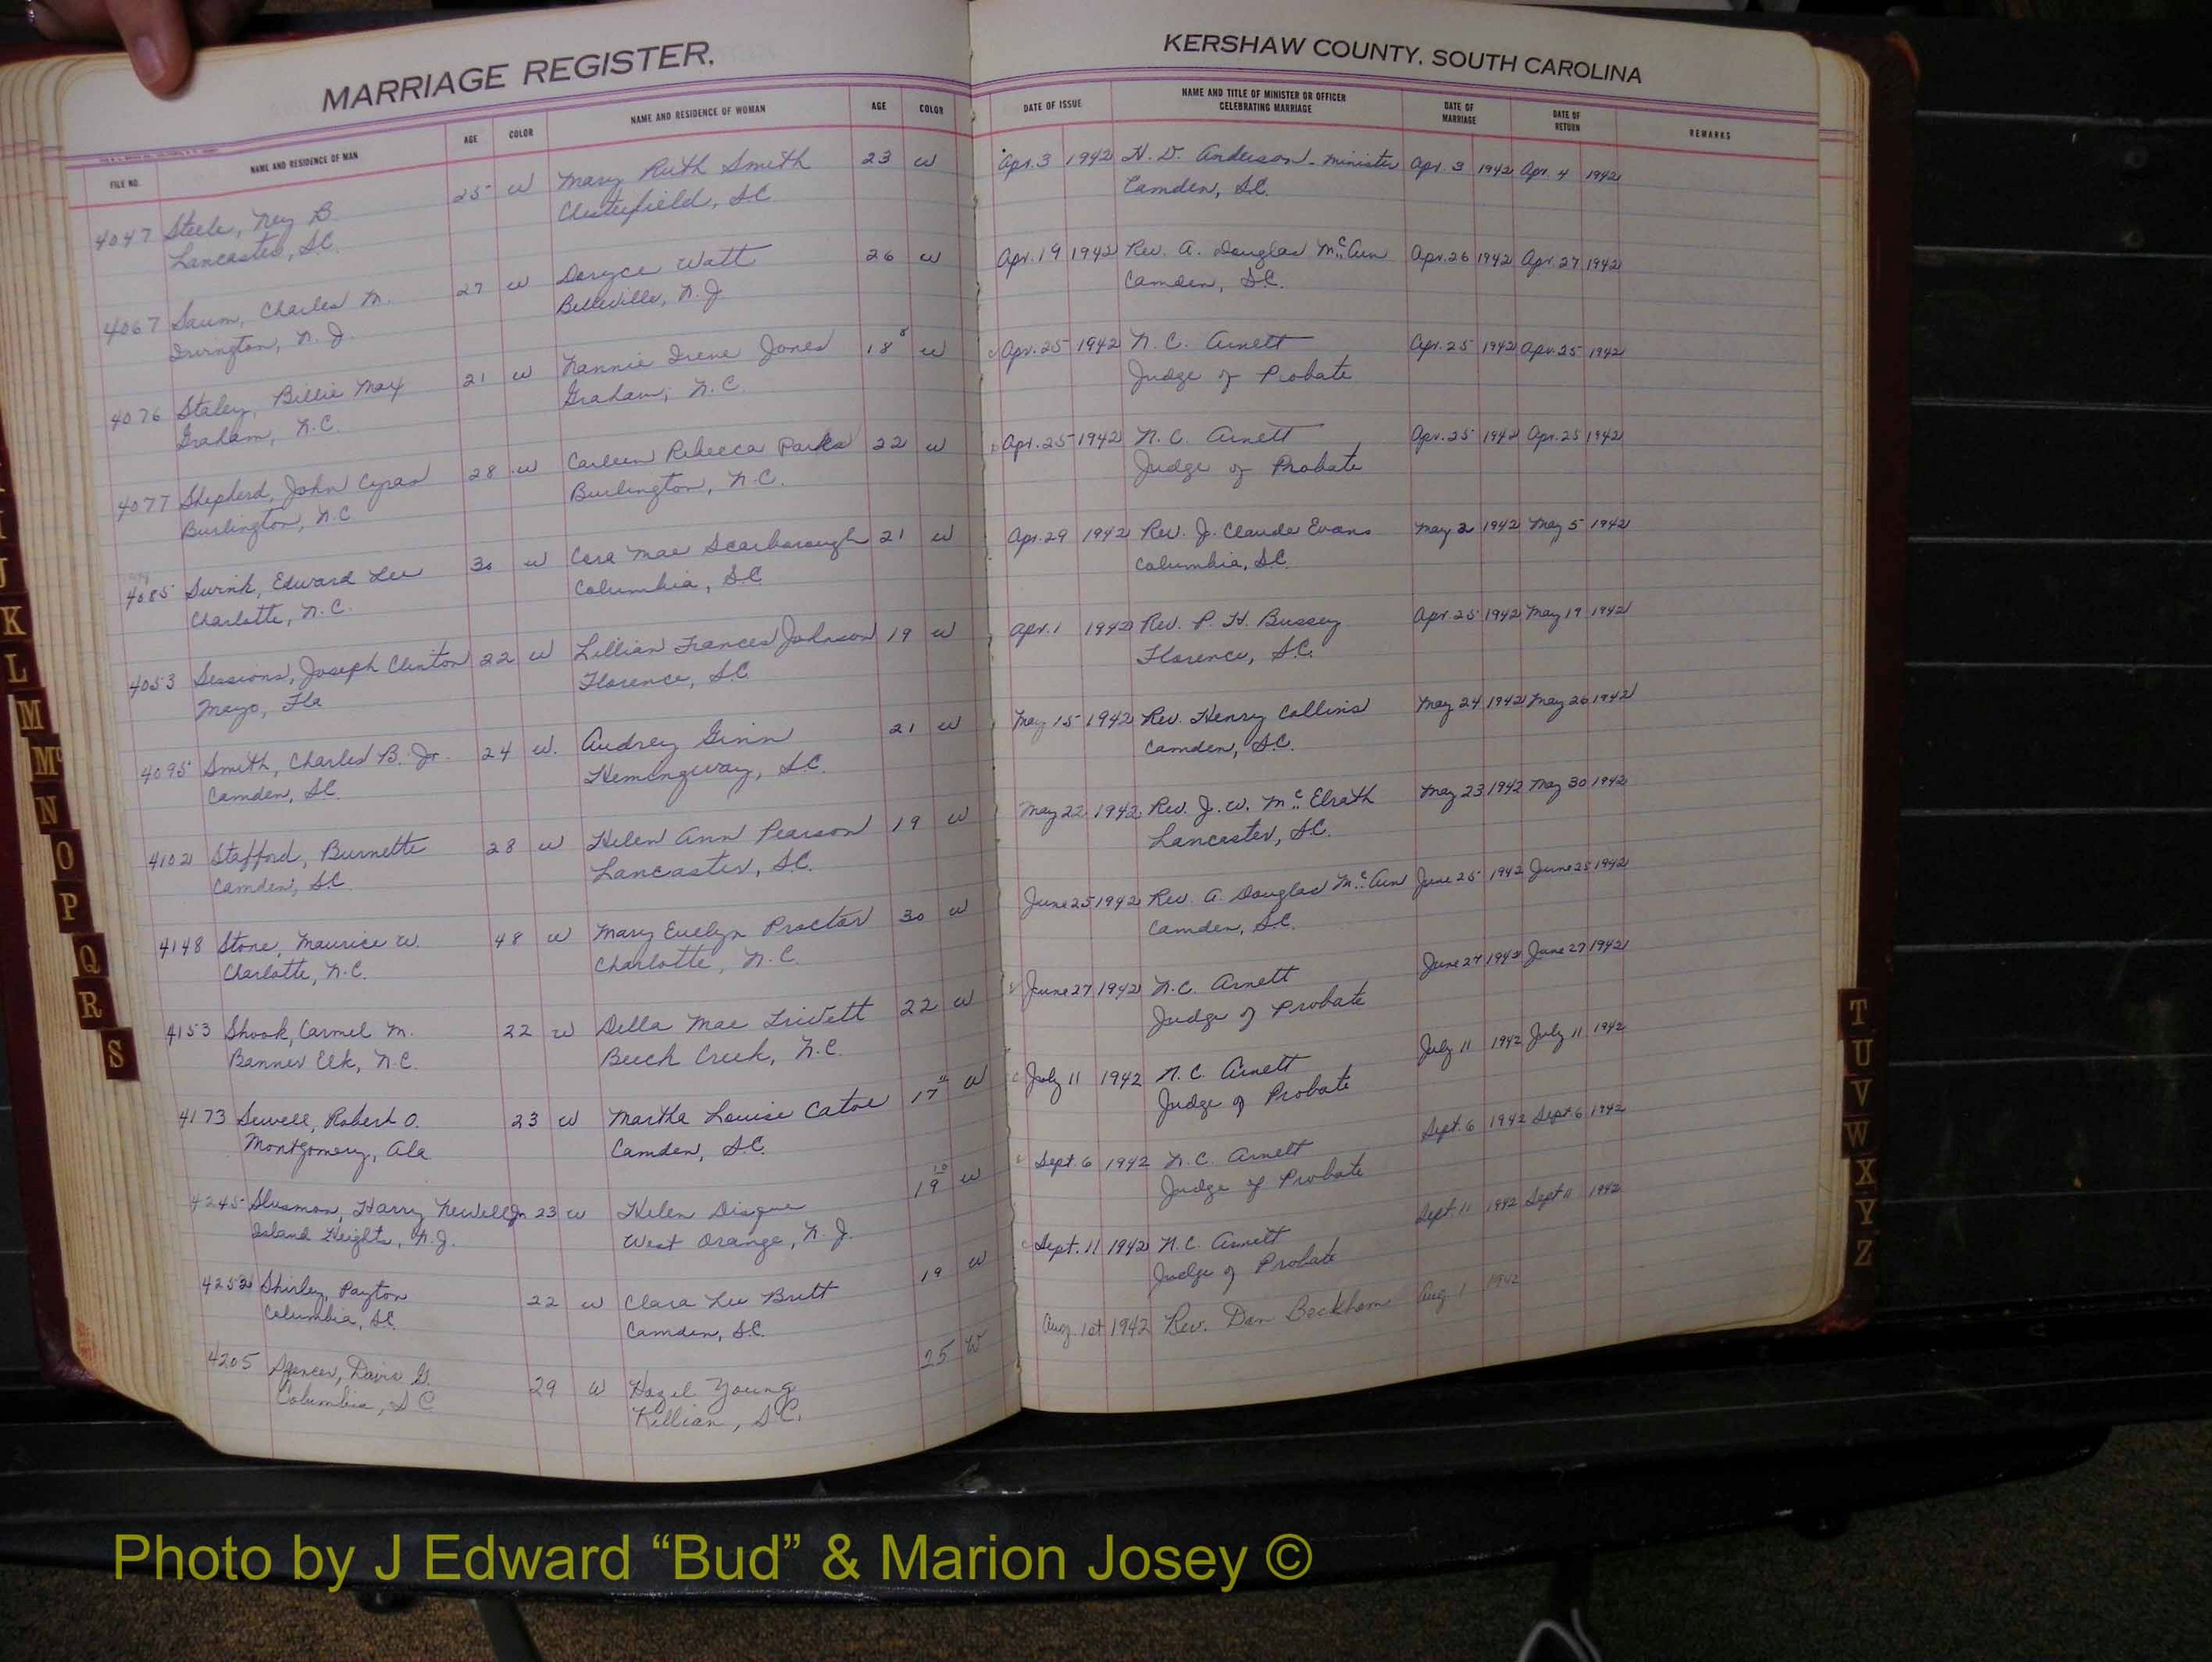 MARRIAGE REGISTER,
KERSHAW COUNTY, SOUTH CAROLINA
FILE NO. NAME AND RESIDENCE OF MAN AGE COLOR NAME AND RESIDENCE OF WOMAN AGE COLOR DATE OF ISSUE NAME AND TITLE OF MINISTER OR OFFICER CELEBRATING MARRIAGE DATE OF MARRIAGE DATE OF RETURN REMARKS
4047 Steele, Ney B. 25 W Mary Ruth Smith 23 W Apr. 3 1942 H. D. Anderson - minister Apr. 3 1942 Apr. 4 1942
Lancaster, S.C. Chesterfield, S.C. Camden, S.C.
4067 Saum, Charles M. 27 W Doryce Watt 26 W Apr. 19 1942 Rev. A. Douglas McArn Apr. 26 1942 Apr. 27 1942
Irvington, N.J. Belleville, N.J. Camden, S.C.
4076 Staley, Billie May 21 W Nannie Irene Jones 18 W Apr. 25 1942 N. C. Arnett Apr. 25 1942 Apr. 25 1942
Graham, N.C. Graham, N.C. Judge of Probate
4077 Shepherd, John Cyras 28 W Carleen Rebecca Parks 22 W Apr. 25 1942 N. C. Arnett Apr. 25 1942 Apr. 25 1942
Burlington, N.C. Burlington, N.C. Judge of Probate
4085 Swink, Edward Lee 30 W Cora Mae Scarborough 21 W Apr. 29 1942 Rev. J. Claude Evans May 2 1942 May 5 1942
Charlotte, N.C. Columbia, S.C. Columbia, S.C.
4053 Sessions, Joseph Clinton 22 W Lillian Frances Johnson 19 W Apr. 1 1942 Rev. P. H. Bussey Apr 25 1942 May 19 1942
Mayo, Fla Florence, S.C. Florence, S.C.
4095 Smith, Charles B. Jr. 24 W. Audrey Ginn 21 W May 15 1942 Rev. Henry Collins May 24 1942 May 26 1942
Camden, S.C. Hemingway, S.C. Camden, S.C.
4102 Stafford, Burnette 28 W Helen Ann Pearson 19 W May 22 1942 Rev. J. W. McElrath May 23 1942 May 30 1942
Camden, S.C. Lancaster, S.C. Lancaster, S.C.
4148 Stone, Maurice W. 48 W Mary Evelyn Proctor 30 W June 25 1942 Rev. A. Douglas McArn June 25 1942 June 25 1942
Charlotte, N.C. Charlotte, N.C. Camden, S.C.
4153 Shook, Carmel M. 22 W Della Mae Trivett 22 W June 27 1942 N. C. Arnett June 27 1942 June 27 1942
Banner Elk, N.C. Beech Creek, N.C. Judge of Probate
4173 Sewell, Robert O. 23 W Martha Louise Catoe 17 W July 11 1942 N. C. Arnett July 11 1942 July 11 1942
Montgomery, Ala Camden, S.C. Judge of Probate
4245 Slusman, Harry Newell Jr 23 W Helen Disque 19 W Sept. 6 1942 N. C. Arnett Sept. 6 1942 Sept. 6 1942
Island Heights, N.J. West Orange, N.J. Judge of Probate
4252 Shirley, Payton 22 W Clara Lee Britt 19 W Sept. 11 1942 N. C. Arnett Sept. 11 1942 Sept 11 1942
Columbia, S.C. Camden, S.C. Judge of Probate
4205 Spencer, Davis G. 29 W Hazel Young 25 W Aug 1st 1942 Rev. Dan Beckham Aug 1 1942
Columbia, S.C. Killian, S.C.
K
L
M
Mc
N
O
P
Q
R
S
T
U
V
W
X
Y
Z
Photo by J Edward “Bud” & Marion Josey ©